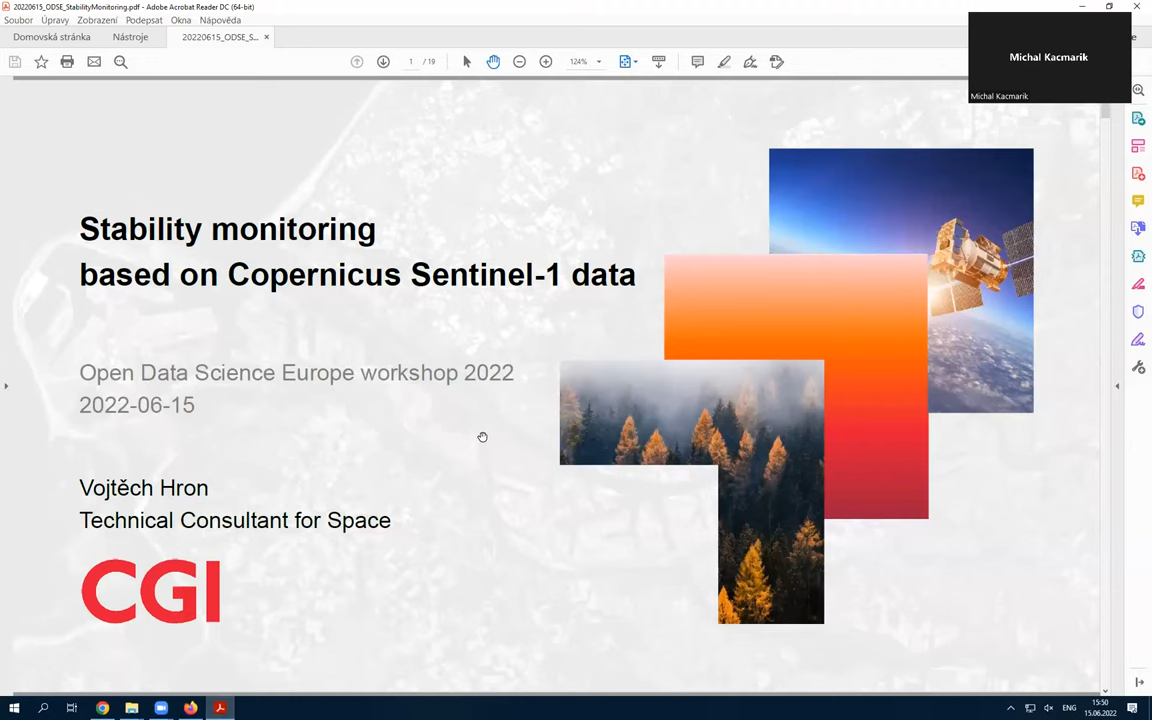 20220615_ODSE_StabilityMonitoring.pdf - Adobe Acrobat Reader DC (64-bit)
Soubor Úpravy Zobrazení Podepsat Okna Nápověda
Domovská stránka Nástroje 20220615_ODSE_S... ×
1 / 19 124%
Michal Kacmarik
Michal Kacmarik
Stability monitoring
based on Copernicus Sentinel-1 data
Open Data Science Europe workshop 2022
2022-06-15
Vojtěch Hron
Technical Consultant for Space
CGI
ENG
15:50
15.06.2022